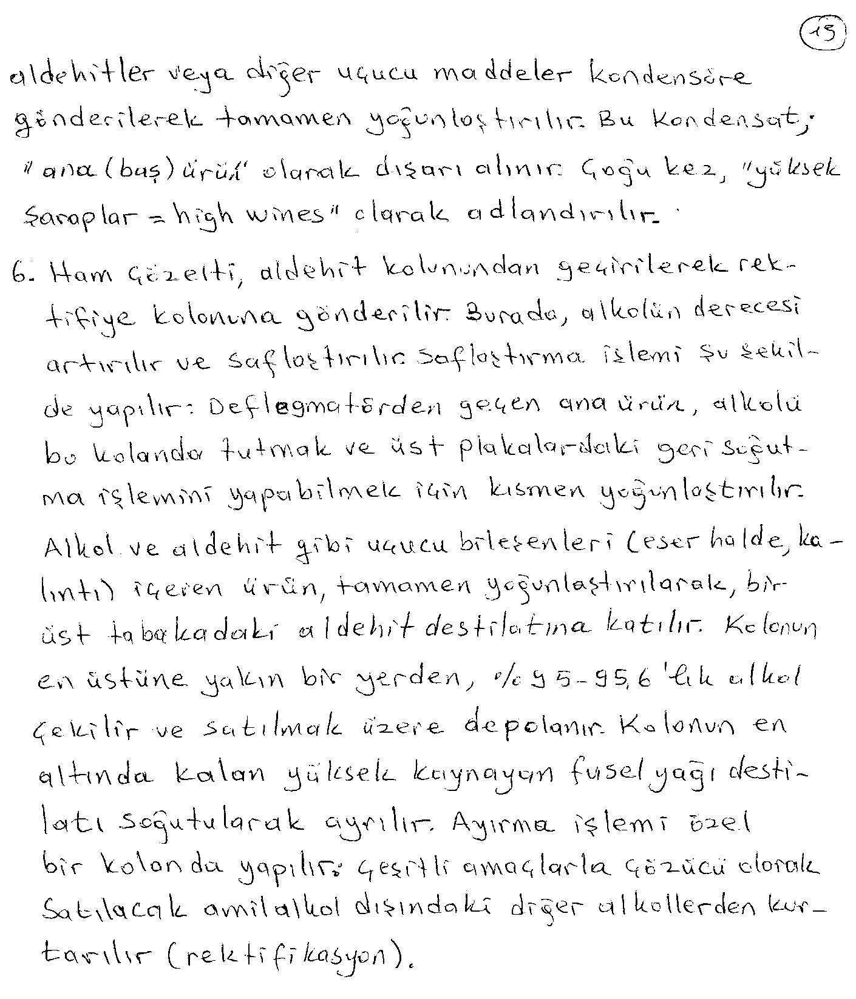 15
aldehitler veya diğer uçucu maddeler kondensöre
gönderilerek tamamen yoğunlaştırılır. Bu kondensat,
"ana (baş) ürün" olarak dışarı alınır. Çoğu kez, "yüksek
şaraplar = high wines" olarak adlandırılır.
6. Ham çözelti, aldehit kolonundan geçirilerek rek-
tifiye kolonuna gönderilir. Burada, alkolün derecesi
artırılır ve saflaştırılır. Saflaştırma işlemi şu şekil-
de yapılır: Deflegmatörden geçen ana ürün, alkolü
bu kolanda tutmak ve üst plakalardaki geri soğut-
ma işlemini yapabilmek için kısmen yoğunlaştırılır.
Alkol ve aldehit gibi uçucu bileşenleri (eser halde, ka-
lıntı) içeren ürün, tamamen yoğunlaştırılarak, bir
üst tabakadaki aldehit destilatına katılır. Kolonun
en üstüne yakın bir yerden, % 95-95,6 'lık alkol
çekilir ve satılmak üzere depolanır. Kolonun en
altında kalan yüksek kaynayan fusel yağı desti-
latı soğutularak ayrılır. Ayırma işlemi özel
bir kolonda yapılır; çeşitli amaçlarla çözücü olarak
satılacak amilalkol dışındaki diğer alkollerden kur-
tarılır (rektifikasyon).